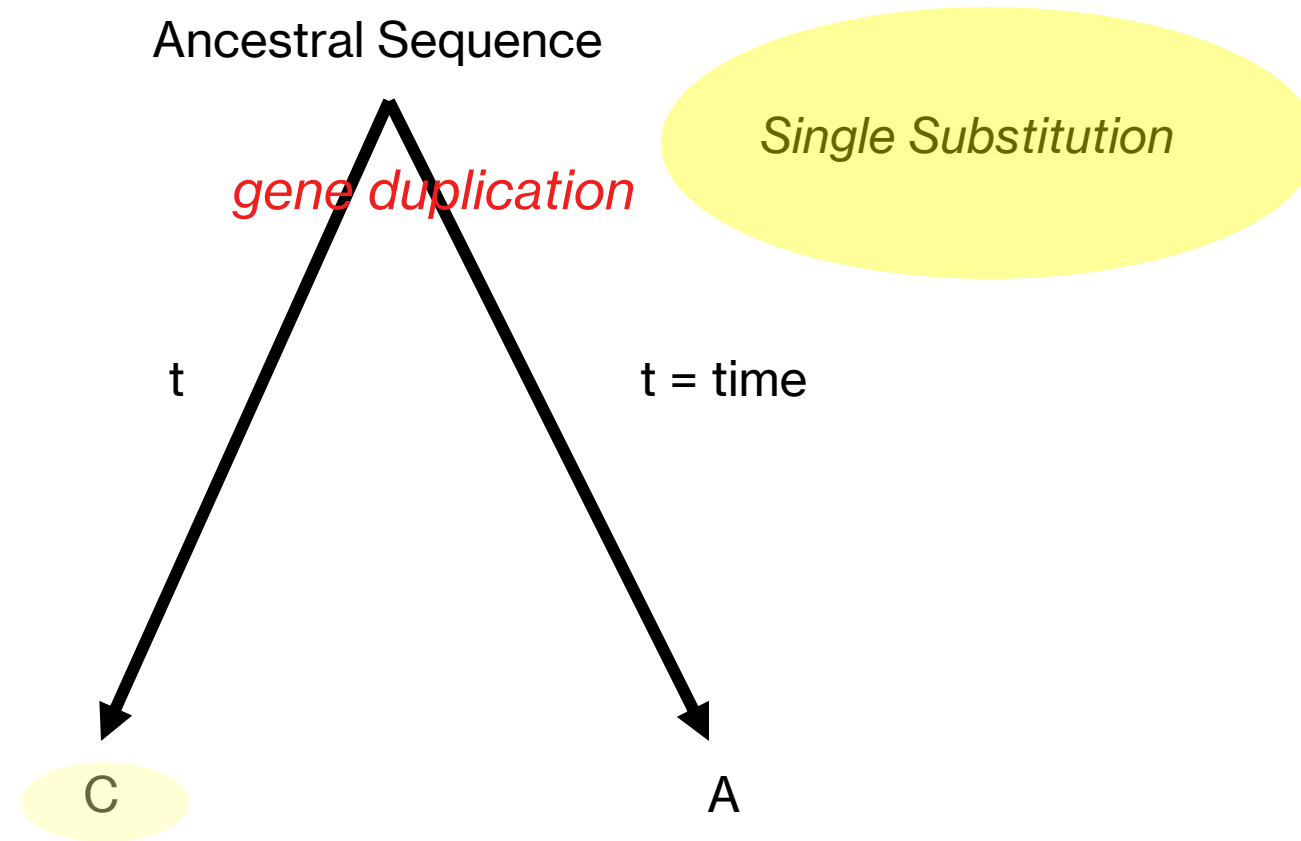 Ancestral Sequence
Single Substitution
gene duplication
t
t = time
C
A